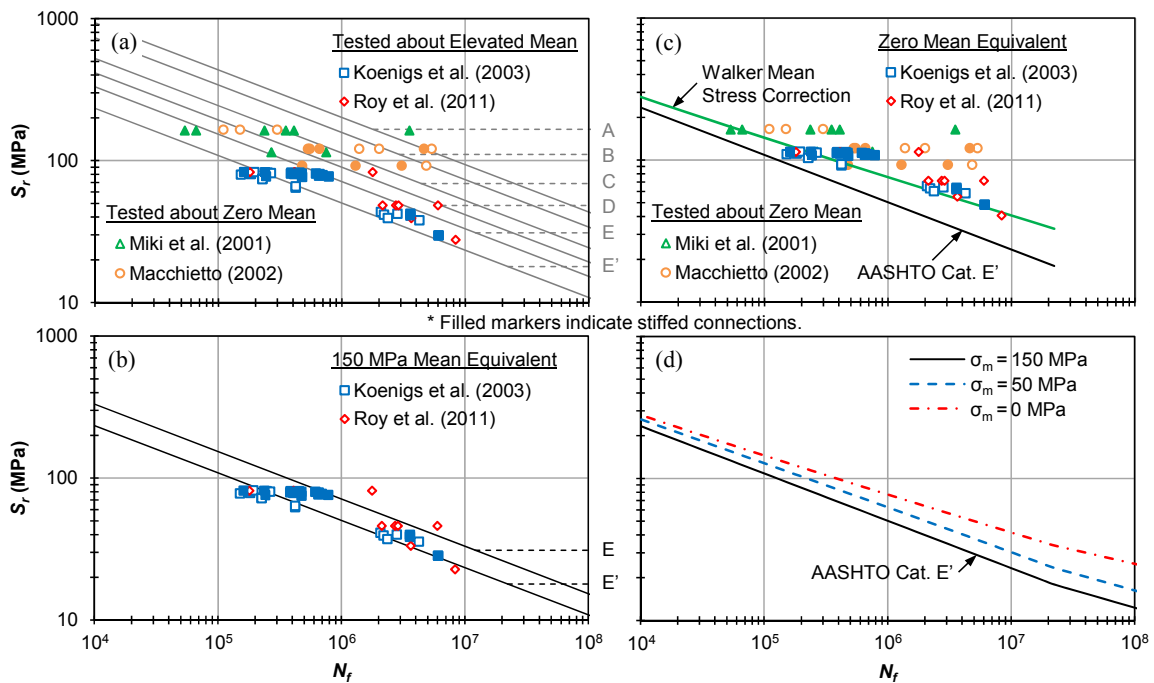 1000
100
10
S_r (MPa)
(a)
Tested about Elevated Mean
Koenigs et al. (2003)
Roy et al. (2011)
Tested about Zero Mean
Miki et al. (2001)
Macchietto (2002)
A
B
C
D
E
E'
(c)
Zero Mean Equivalent
Koenigs et al. (2003)
Roy et al. (2011)
Walker Mean
Stress Correction
Tested about Zero Mean
Miki et al. (2001)
Macchietto (2002)
AASHTO Cat. E'
* Filled markers indicate stiffed connections.
1000
100
10
S_r (MPa)
(b)
150 MPa Mean Equivalent
Koenigs et al. (2003)
Roy et al. (2011)
E
E'
10^4
10^5
10^6
10^7
10^8
N_f
(d)
σ_m = 150 MPa
σ_m = 50 MPa
σ_m = 0 MPa
AASHTO Cat. E'
10^4
10^5
10^6
10^7
10^8
N_f